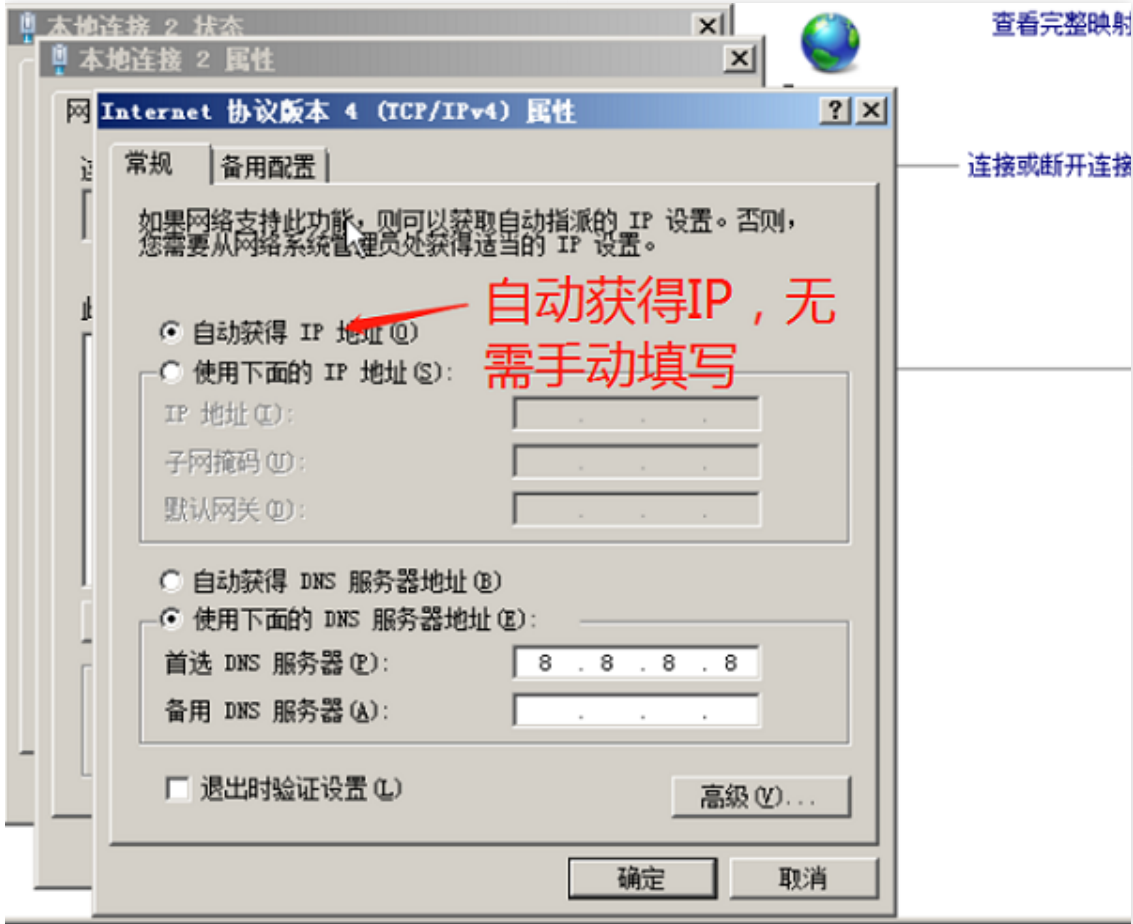 本地连接 2 状态
查看完整映射
本地连接 2 属性
网
Internet 协议版本 4 (TCP/IPv4) 属性
常规
备用配置
连接或断开连接
如果网络支持此功能，则可以获取自动指派的 IP 设置。否则，
您需要从网络系统管理员处获得适当的 IP 设置。
自动获得IP，无
需手动填写
自动获得 IP 地址(O)
使用下面的 IP 地址(S):
IP 地址(I):
子网掩码(U):
默认网关(D):
自动获得 DNS 服务器地址(B)
使用下面的 DNS 服务器地址(E):
首选 DNS 服务器(P):
8 . 8 . 8 . 8
备用 DNS 服务器(A):
退出时验证设置(L)
高级(V)...
确定
取消